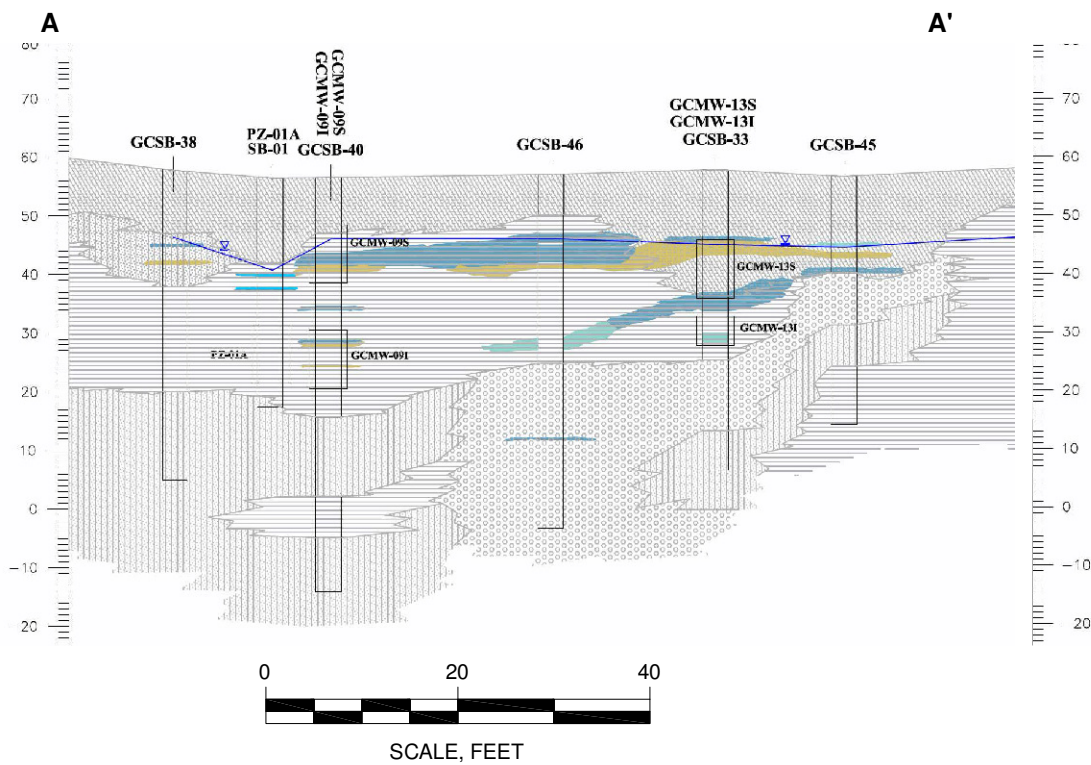 A A'
80
70 70
GCMW-09I GCMW-09S
GCMW-13S
GCMW-13I
GCSB-33
GCSB-38
PZ-01A
SB-01
GCSB-40
GCSB-46
GCSB-45
60 60
50 50
GCMW-09S
GCMW-13S
40 40
30 30
GCMW-13I
PZ-01A
GCMW-09I
20 20
10 10
0 0
-10 -10
20 20
0 20 40
SCALE, FEET